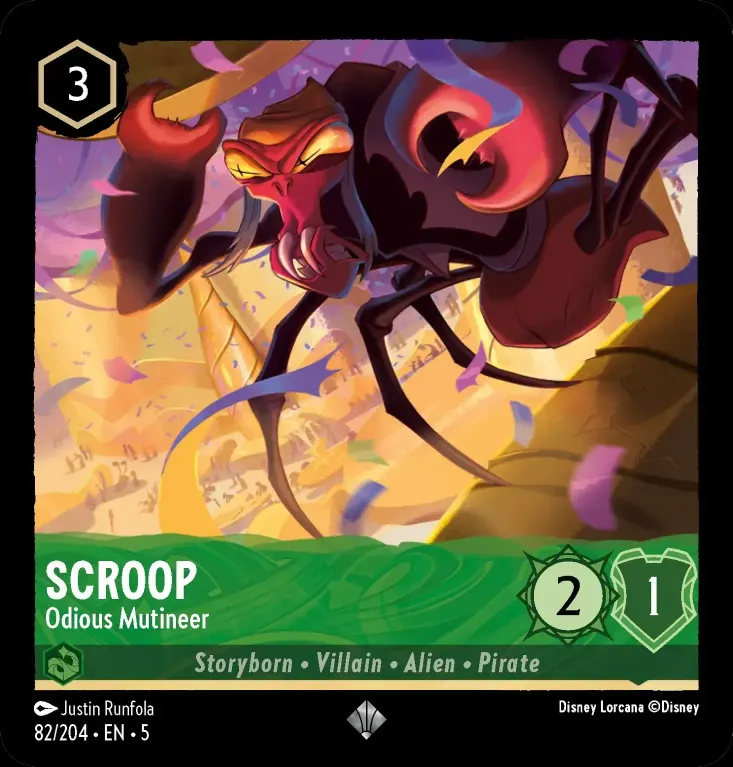 3
SCROOP
Odious Mutineer
2
1
Storyborn • Villain • Alien • Pirate
Justin Runfola
Disney Lorcana ©Disney
82/204 • EN • 5